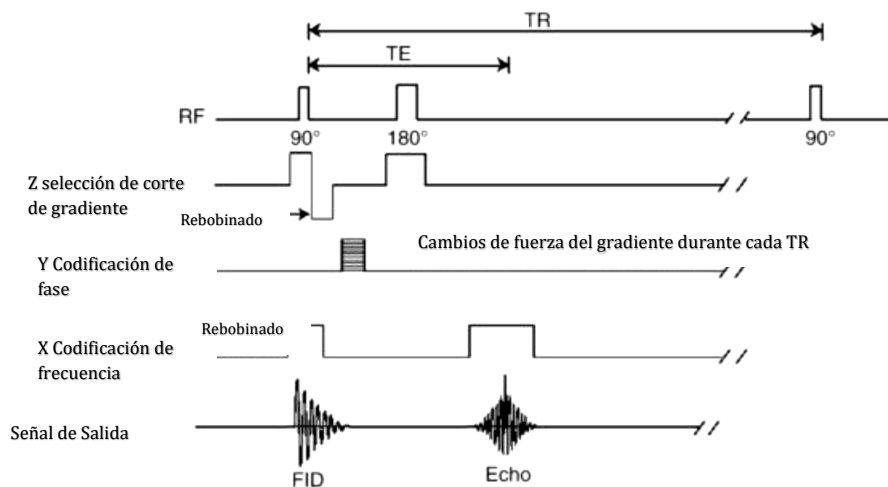 TR
TE
RF
90°
180°
90°
Z selección de corte
de gradiente
Rebobinado
Cambios de fuerza del gradiente durante cada TR
Y Codificación de
fase
Rebobinado
X Codificación de
frecuencia
Señal de Salida
FID
Echo